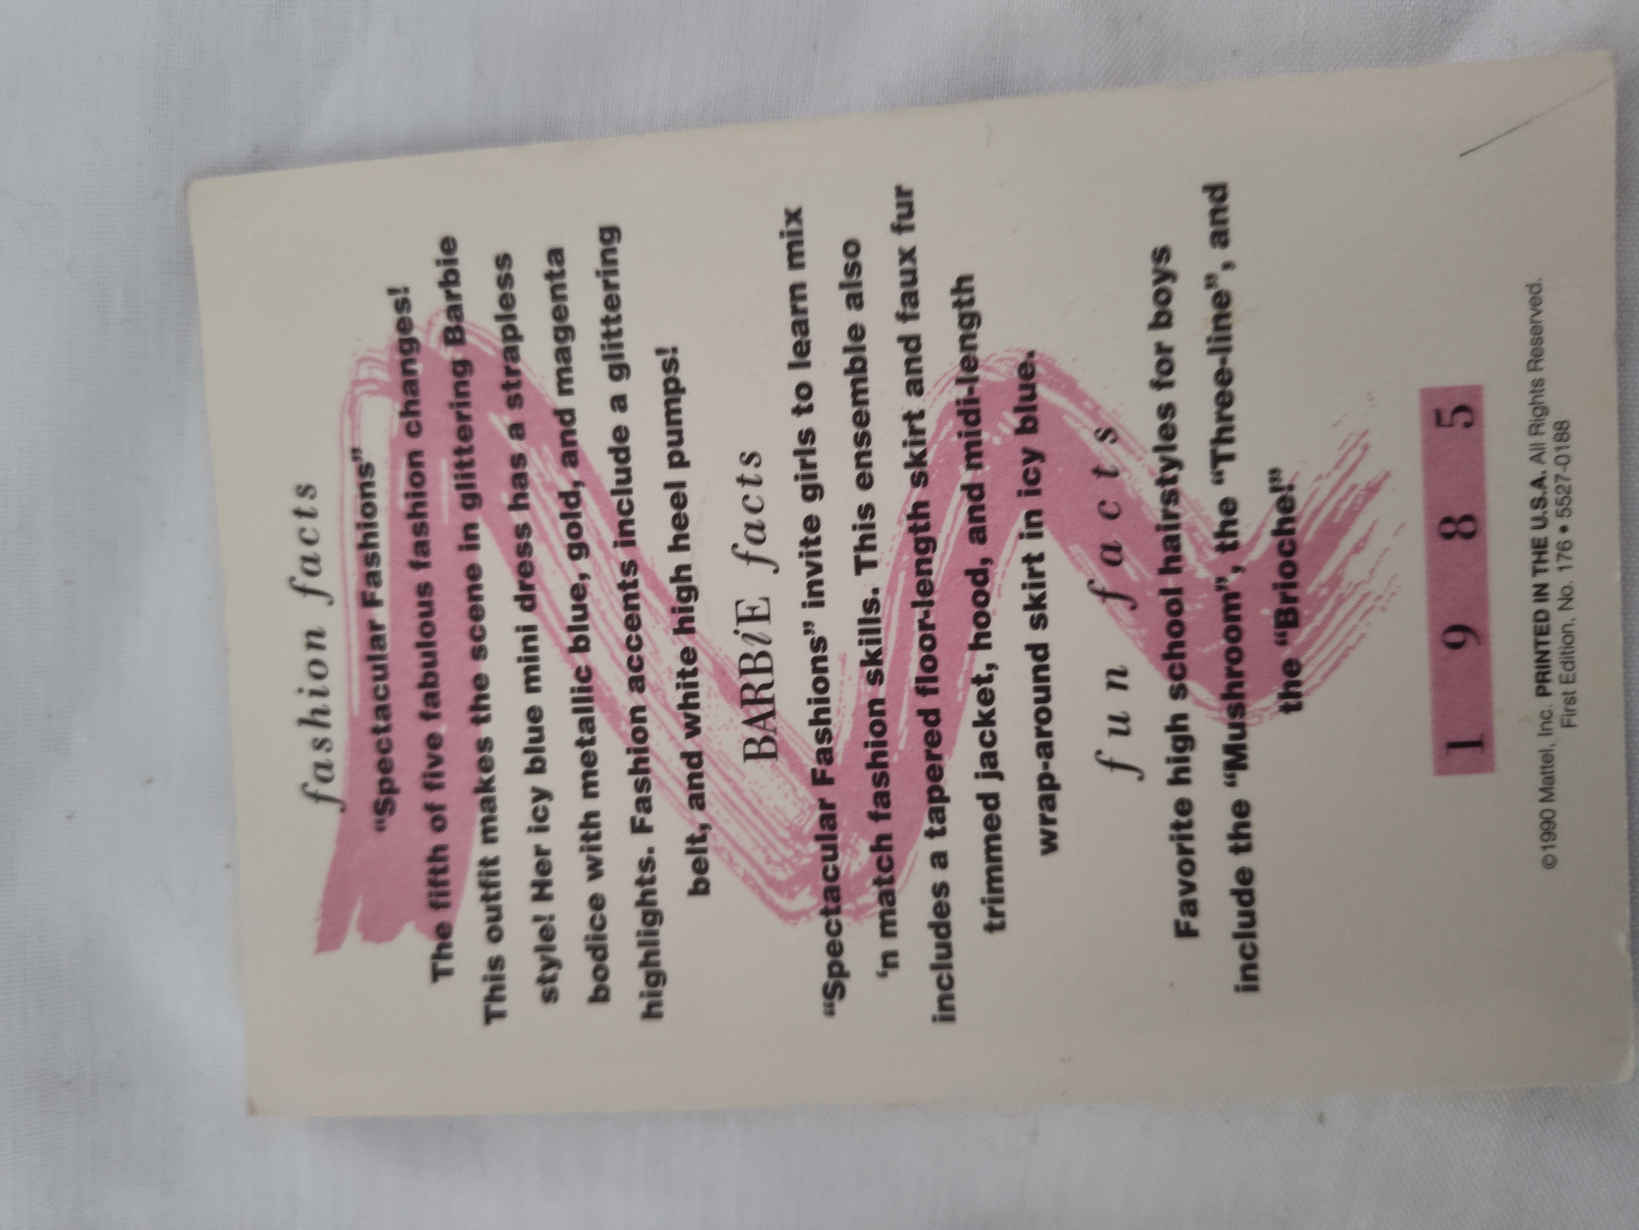 fashion facts
“Spectacular Fashions”
The fifth of five fabulous fashion changes!
This outfit makes the scene in glittering Barbie
style! Her icy blue mini dress has a strapless
bodice with metallic blue, gold, and magenta
highlights. Fashion accents include a glittering
belt, and white high heel pumps!
BARBiE facts
“Spectacular Fashions” invite girls to learn mix
‘n match fashion skills. This ensemble also
includes a tapered floor-length skirt and faux fur
trimmed jacket, hood, and midi-length
wrap-around skirt in icy blue.
fun facts
Favorite high school hairstyles for boys
include the “Mushroom”, the “Three-line”, and
the “Brioche!”
1 9 8 5
©1990 Mattel, Inc. PRINTED IN THE U.S.A. All Rights Reserved.
First Edition, No. 176 • 5527-0188